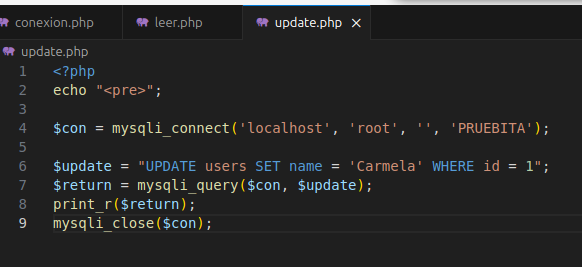 conexion.php leer.php update.php ×
update.php
1 <?php
2 echo "<pre>";
3
4 $con = mysqli_connect('localhost', 'root', '', 'PRUEBITA');
5
6 $update = "UPDATE users SET name = 'Carmela' WHERE id = 1";
7 $return = mysqli_query($con, $update);
8 print_r($return);
9 mysqli_close($con);